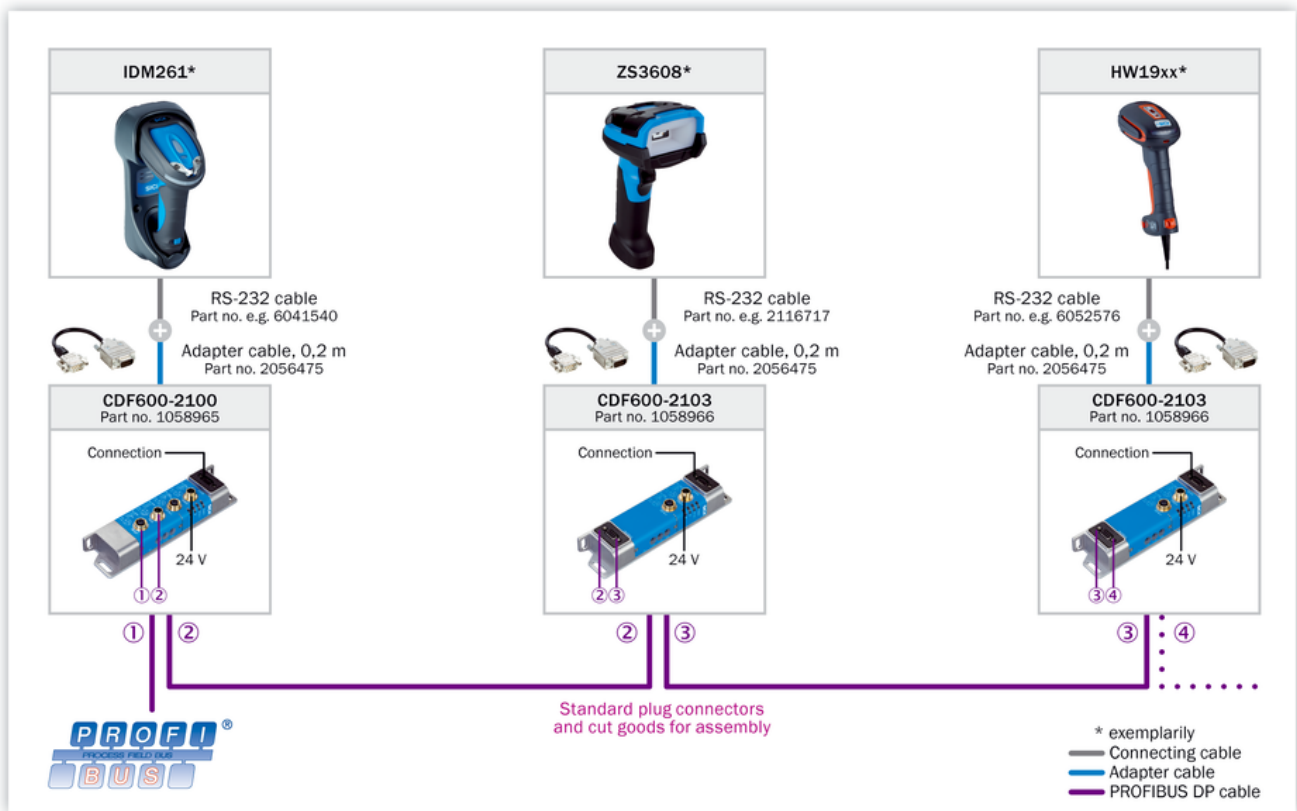 IDM261*
ZS3608*
HW19xx*
RS-232 cable
Part no. e.g. 6041540
Adapter cable, 0,2 m
Part no. 2056475
RS-232 cable
Part no. e.g. 2116717
Adapter cable, 0,2 m
Part no. 2056475
RS-232 cable
Part no. e.g. 6052576
Adapter cable, 0,2 m
Part no. 2056475
CDF600-2100
Part no. 1058965
Connection
24 V
①②
CDF600-2103
Part no. 1058966
Connection
24 V
②③
CDF600-2103
Part no. 1058966
Connection
24 V
③④
① ②
② ③
③ ④
Standard plug connectors
and cut goods for assembly
PROFI®
PROCESS FIELD BUS
BUS
* exemplarily
Connecting cable
Adapter cable
PROFIBUS DP cable